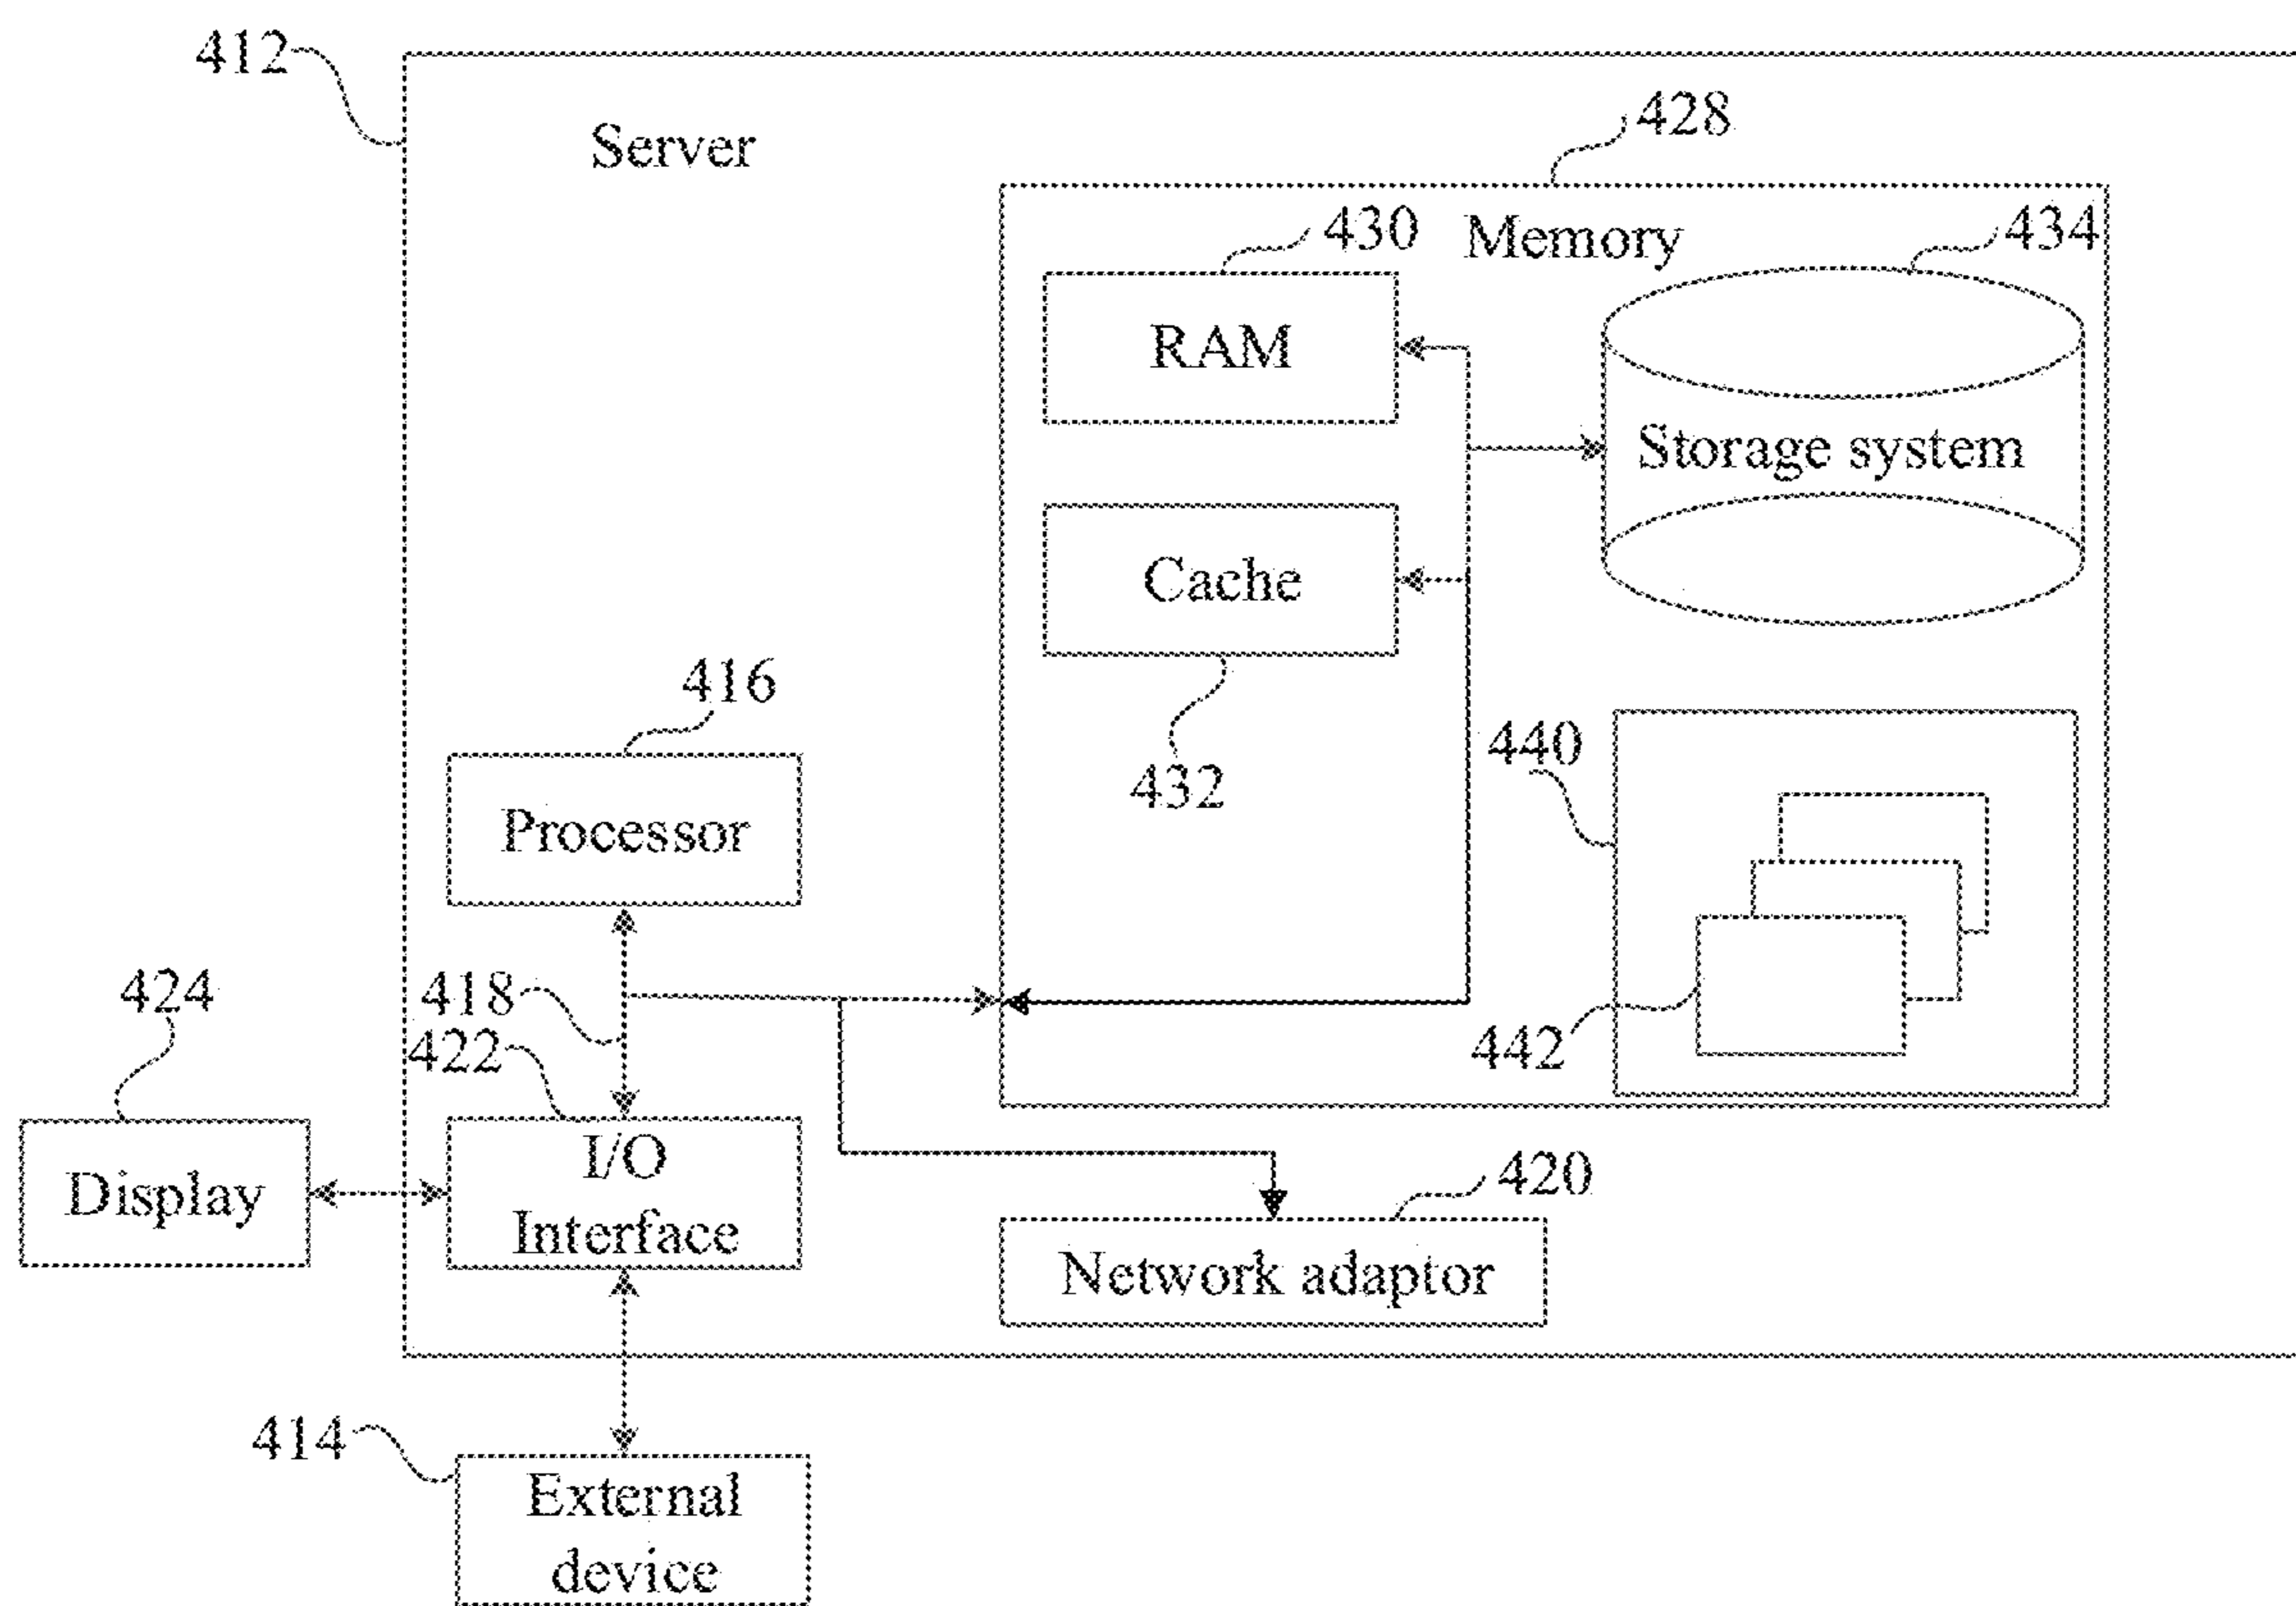 412
Server
428
430
Memory
434
RAM
Storage system
Cache
416
432
440
Processor
424
418
422
442
I/O
Interface
Display
420
Network adaptor
414
External
device